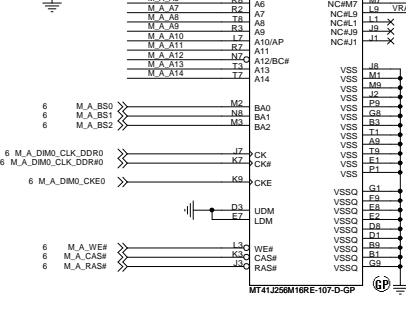 M_A_A6 R8 A6 NC#M7 M7
M_A_A7 R2 A7 NC#L9 L9 VRA
M_A_A8 T8 A8 NC#L1 L1
M_A_A9 R3 A9 NC#J9 J9
M_A_A10 L7 A10/AP NC#J1 J1
M_A_A11 R7 A11
M_A_A12 N7 A12/BC#
M_A_A13 T3 A13 VSS J8
M_A_A14 T7 A14 VSS M1
VSS M9
VSS J2
6 M_A_BS0 M2 BA0 VSS P9
6 M_A_BS1 N8 BA1 VSS G8
6 M_A_BS2 M3 BA2 VSS B3
VSS T1
VSS A9
6 M_A_DIM0_CLK_DDR0 J7 CK VSS T9
6 M_A_DIM0_CLK_DDR#0 K7 CK# VSS E1
VSS P1
6 M_A_DIM0_CKE0 K9 CKE
VSSQ G1
VSSQ F9
D3 UDM VSSQ E8
E7 LDM VSSQ E2
VSSQ D8
VSSQ D1
6 M_A_WE# L3 WE# VSSQ B9
6 M_A_CAS# K3 CAS# VSSQ B1
6 M_A_RAS# J3 RAS# VSSQ G9
MT41J256M16RE-107-D-GP
GP